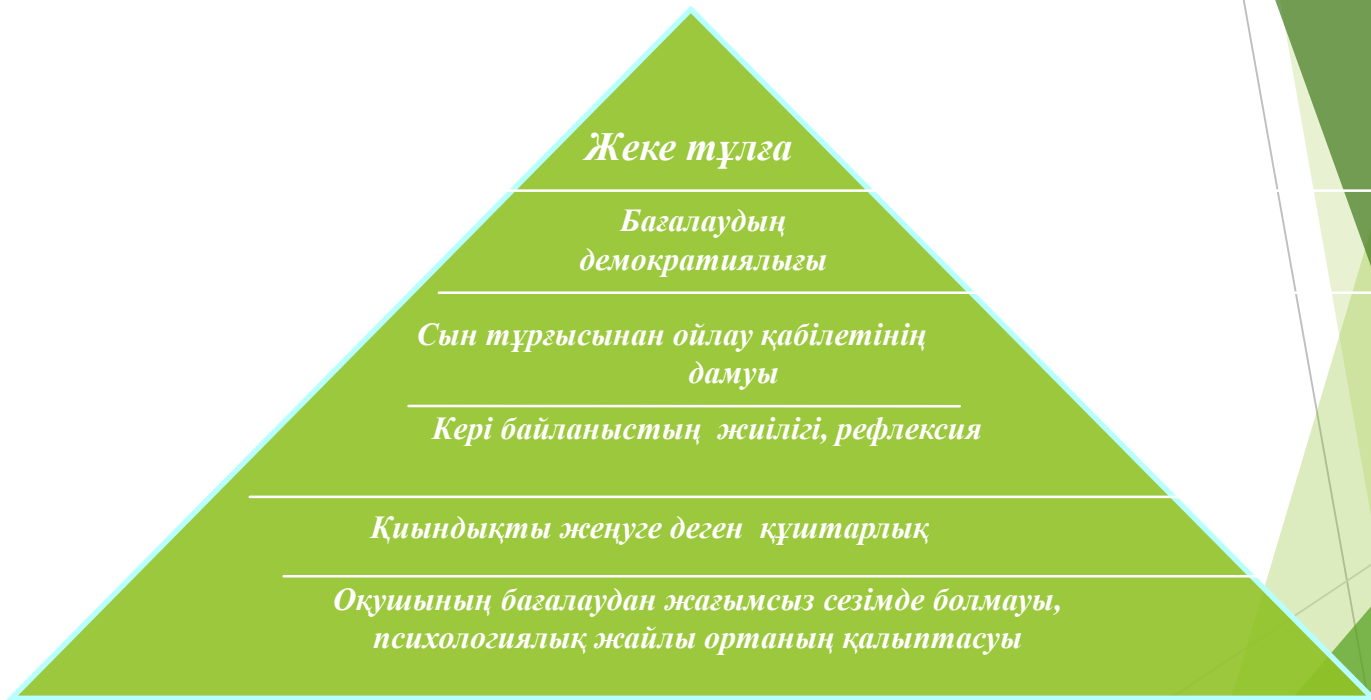 Жеке тұлға
Бағалаудың
демократиялығы
Сын тұрғысынан ойлау қабілетінің
дамуы
Кері байланыстың жиілігі, рефлексия
Қиындықты жеңуге деген құштарлық
Оқушының бағалаудан жағымсыз сезімде болмауы,
психологиялық жайлы ортаның қалыптасуы